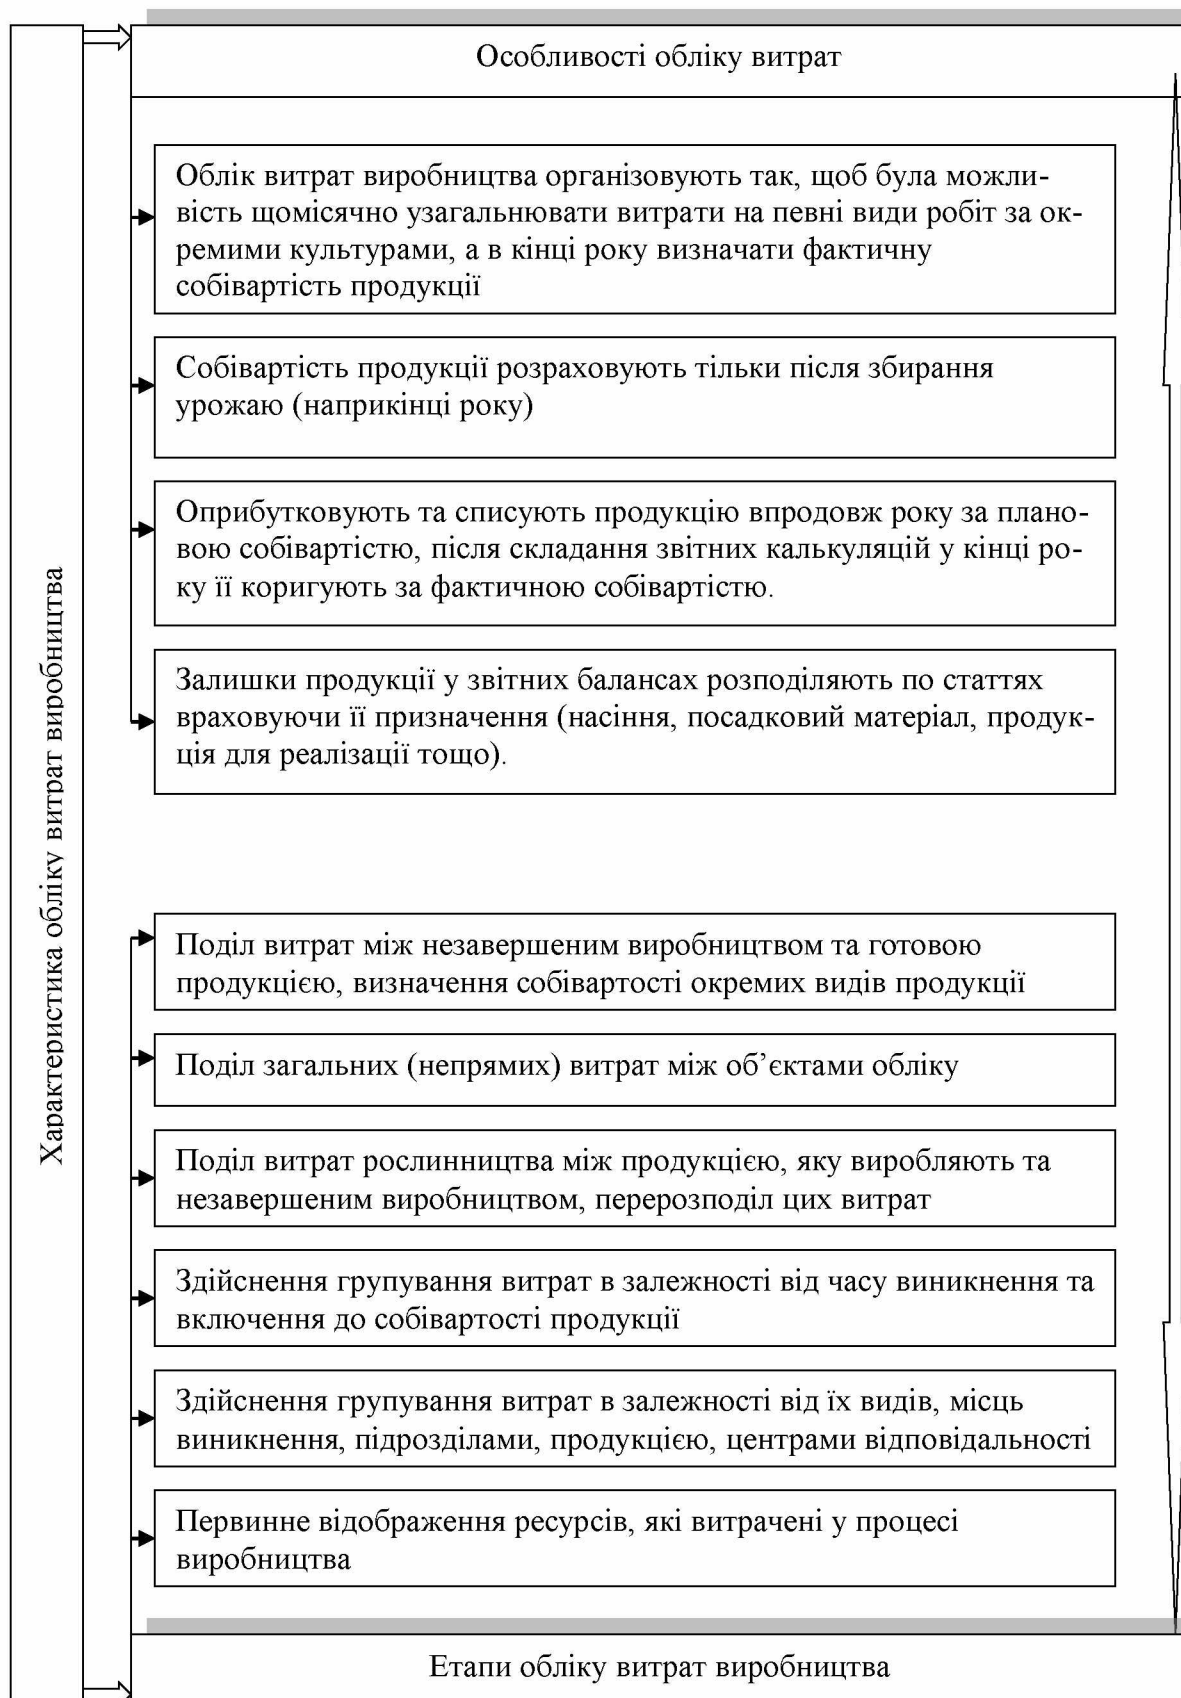 Характеристика обліку витрат виробництва
Особливості обліку витрат
Облік витрат виробництва організовують так, щоб була можли-
вість щомісячно узагальнювати витрати на певні види робіт за ок-
ремими культурами, а в кінці року визначати фактичну
собівартість продукції
Собівартість продукції розраховують тільки після збирання
урожаю (наприкінці року)
Оприбутковують та списують продукцію впродовж року за плано-
вою собівартістю, після складання звітних калькуляцій у кінці ро-
ку її коригують за фактичною собівартістю.
Залишки продукції у звітних балансах розподіляють по статтях
враховуючи її призначення (насіння, посадковий матеріал, продук-
ція для реалізації тощо).
Поділ витрат між незавершеним виробництвом та готовою
продукцією, визначення собівартості окремих видів продукції
Поділ загальних (непрямих) витрат між об’єктами обліку
Поділ витрат рослинництва між продукцією, яку виробляють та
незавершеним виробництвом, перерозподіл цих витрат
Здійснення групування витрат в залежності від часу виникнення та
включення до собівартості продукції
Здійснення групування витрат в залежності від їх видів, місць
виникнення, підрозділами, продукцією, центрами відповідальності
Первинне відображення ресурсів, які витрачені у процесі
виробництва
Етапи обліку витрат виробництва